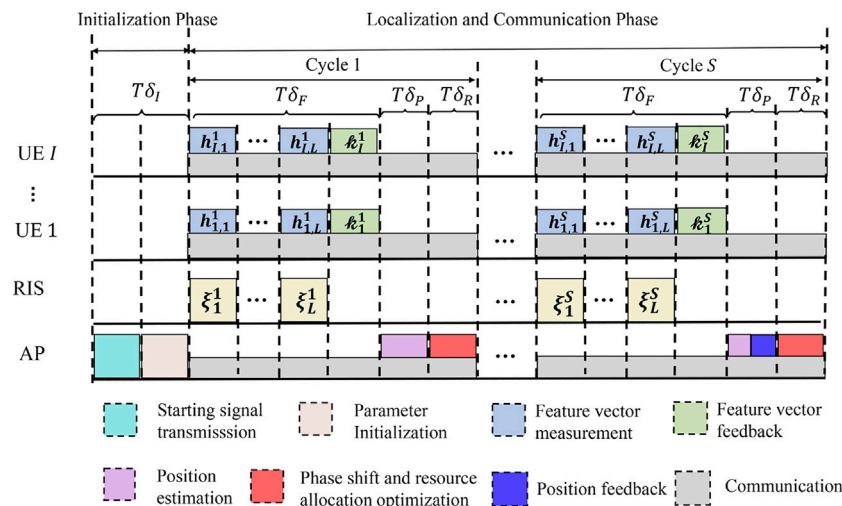 Initialization Phase Localization and Communication Phase
Cycle 1 Cycle S
Tδ_I Tδ_F Tδ_P Tδ_R Tδ_F Tδ_P Tδ_R
UE I h^1_{I,1} ... h^1_{I,L} 𝓀^1_I ... h^S_{I,1} ... h^S_{I,L} 𝓀^S_I
⋮
UE 1 h^1_{1,1} ... h^1_{1,L} 𝓀^1_1 ... h^S_{1,1} ... h^S_{1,L} 𝓀^S_1
RIS ξ^1_1 ... ξ^1_L ... ξ^S_1 ... ξ^S_L
AP ...
Starting signal Parameter Feature vector Feature vector
transmisssion Initialization measurement feedback
Position Phase shift and resource Position feedback Communication
estimation allocation optimization